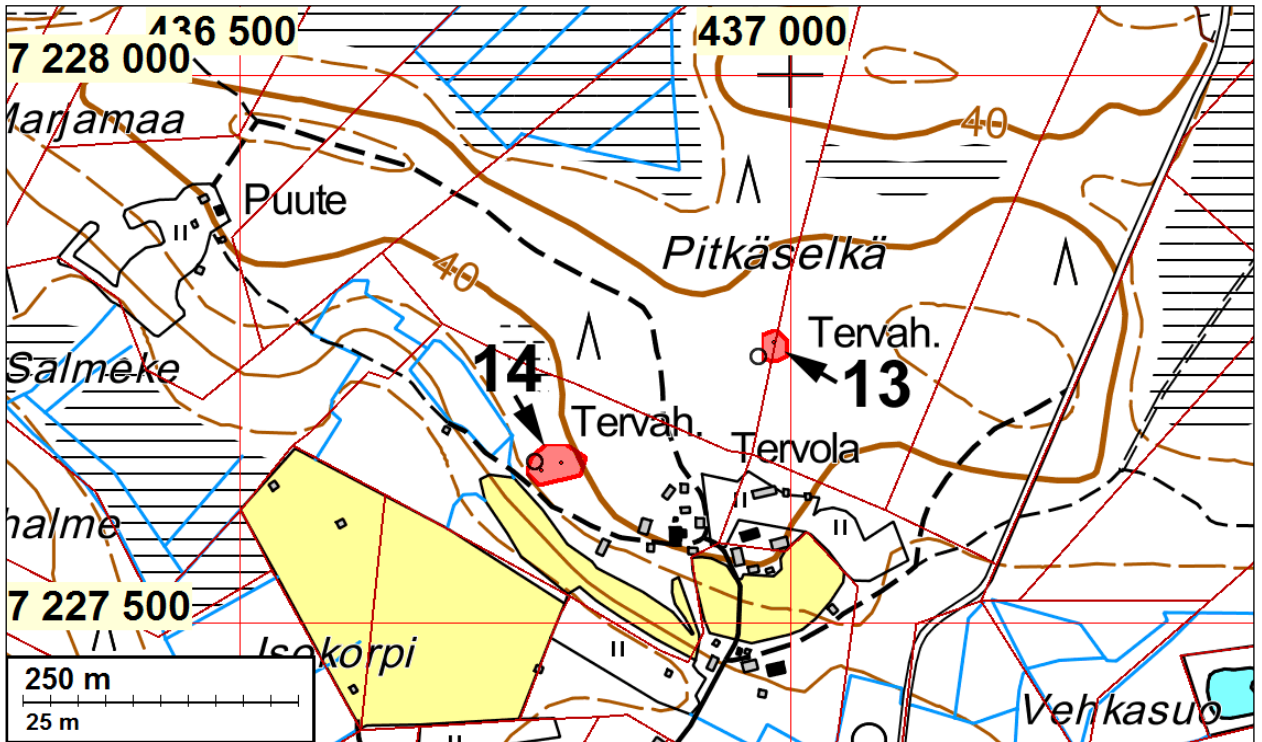 436 500
437 000
7 228 000
40
Marjamaa
Puute
Pitkäselkä
40
Tervah.
Salmeke
14
13
Tervah.
Tervola
halme
7 227 500
Isokorpi
250 m
25 m
Vehkasuo